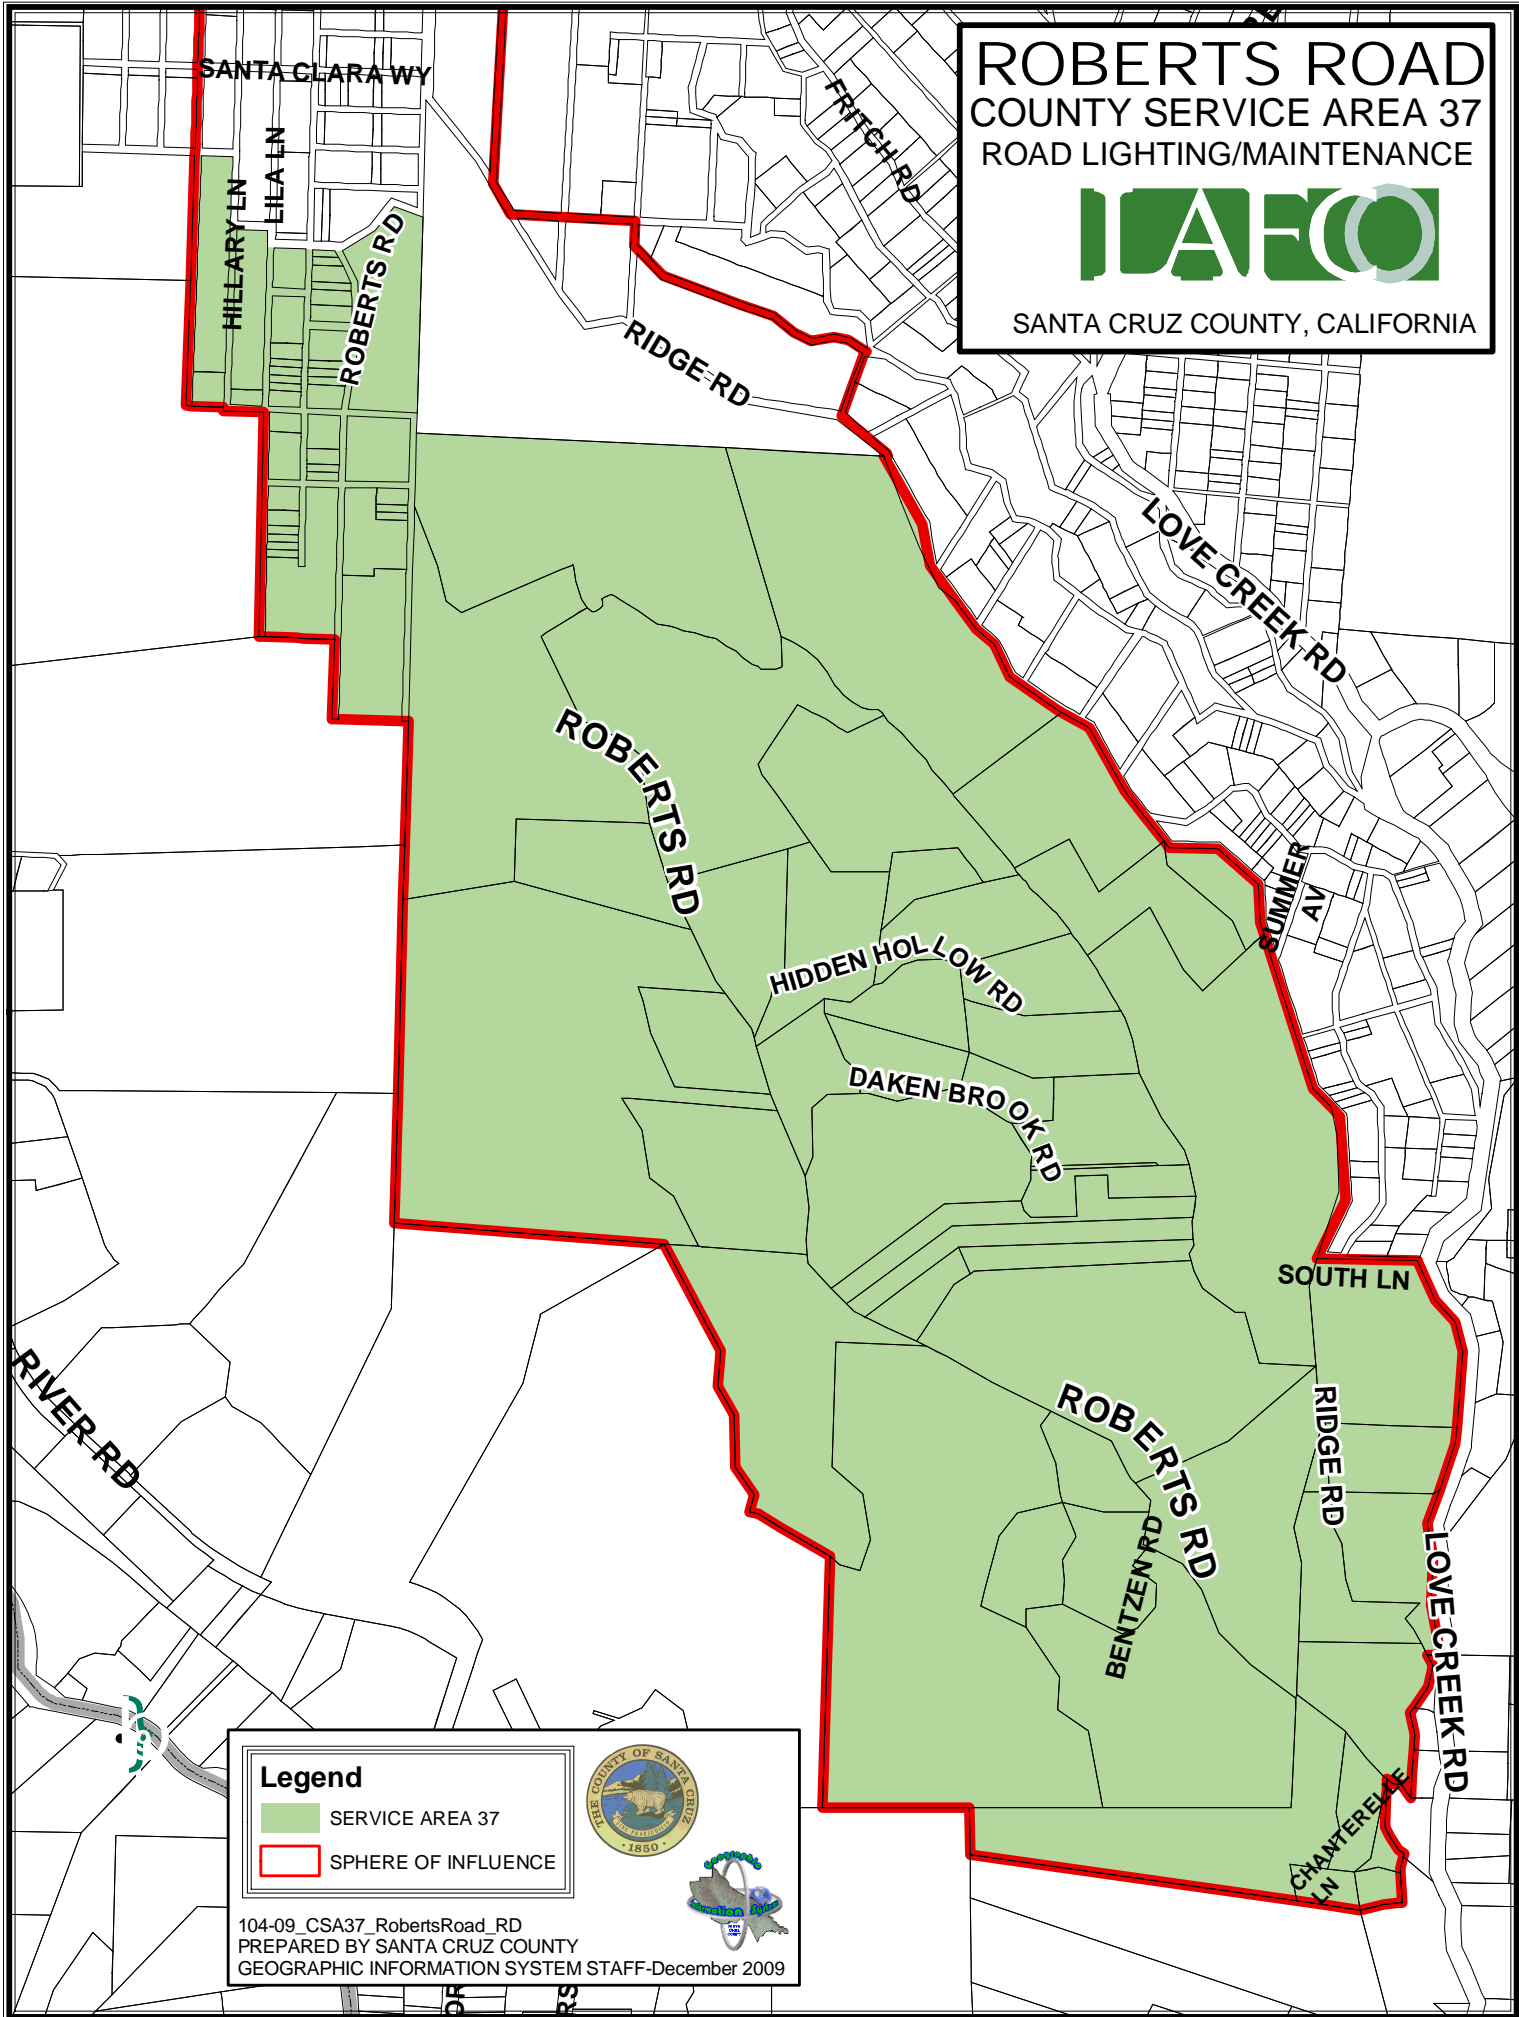 ROBERTS ROAD
COUNTY SERVICE AREA 37
ROAD LIGHTING/MAINTENANCE
LAFCO
SANTA CRUZ COUNTY, CALIFORNIA
SANTA CLARA WY
LILA LN
HILLARY LN
ROBERTS RD
FRITCH RD
RIDGE RD
LOVE CREEK RD
ROBERTS RD
SUMMER
AV
HIDDEN HOLLOW RD
DAKEN BROOK RD
SOUTH LN
RIVER RD
ROBERTS RD
RIDGE RD
BENTZEN RD
LOVE CREEK RD
CHANTERELLE
LN
Legend
SERVICE AREA 37
SPHERE OF INFLUENCE
THE COUNTY OF SANTA CRUZ
1850
Geographic
Information System
104-09_CSA37_RobertsRoad_RD
PREPARED BY SANTA CRUZ COUNTY
GEOGRAPHIC INFORMATION SYSTEM STAFF-December 2009